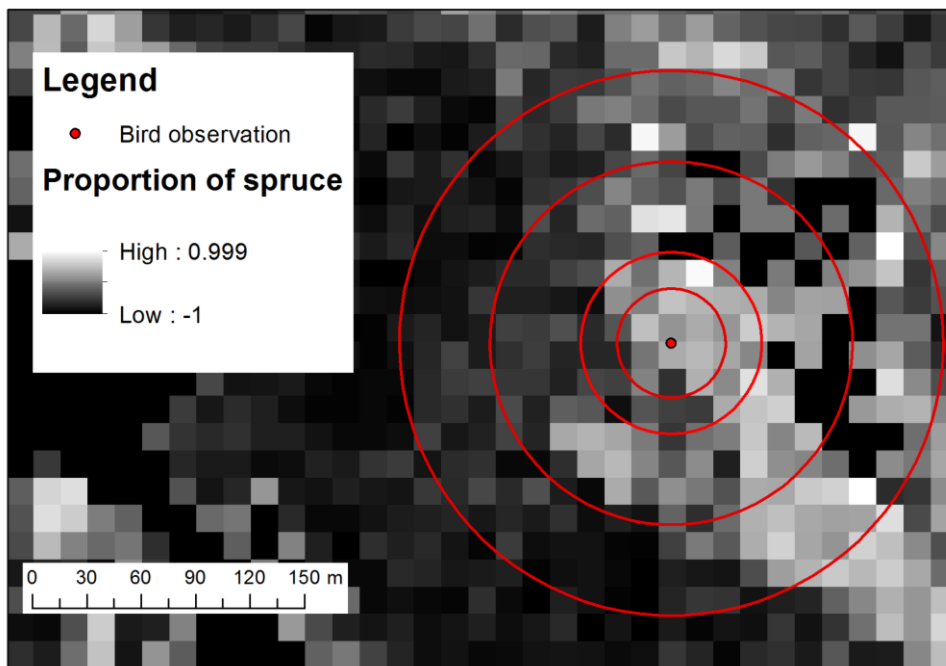 Legend
Bird observation
Proportion of spruce
High : 0.999
Low : -1
0 30 60 90 120 150 m